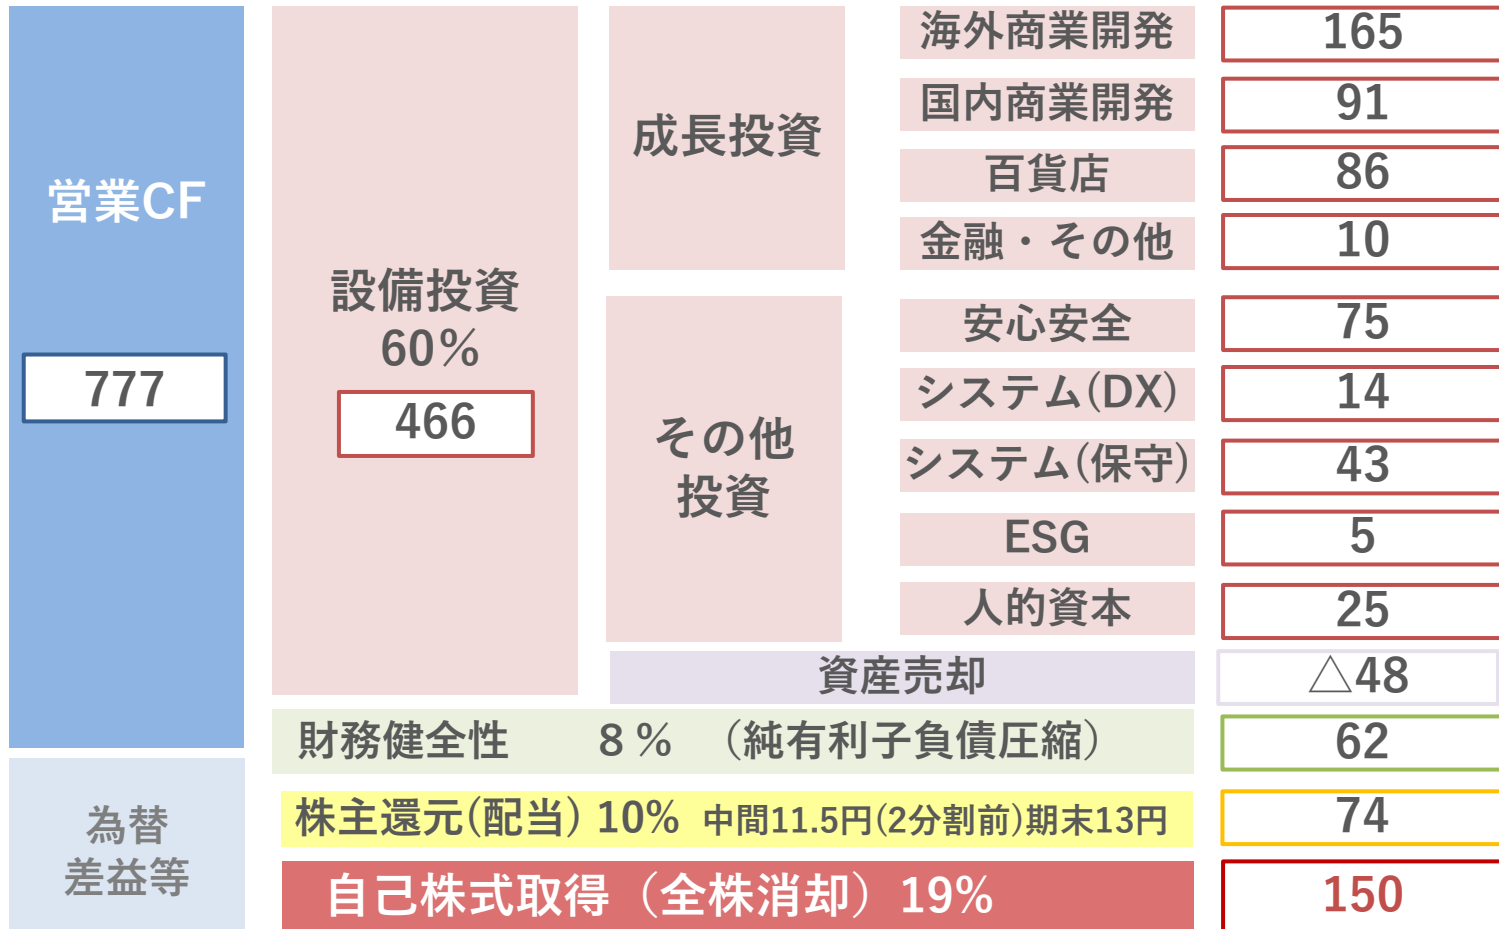 営業CF
777
為替
差益等
設備投資
60%
466
成長投資
海外商業開発 165
国内商業開発 91
百貨店 86
金融・その他 10
その他
投資
安心安全 75
システム(DX) 14
システム(保守) 43
ESG 5
人的資本 25
資産売却 △48
財務健全性 8% (純有利子負債圧縮) 62
株主還元(配当) 10% 中間11.5円(2分割前)期末13円 74
自己株式取得(全株消却)19% 150